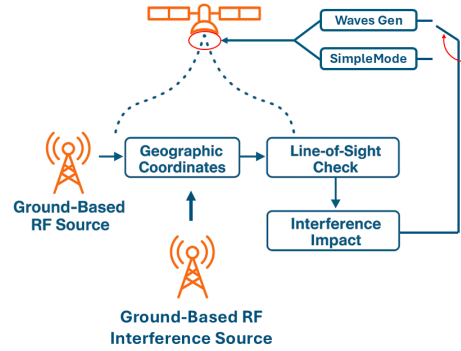 Waves Gen
SimpleMode
Geographic
Coordinates
Line-of-Sight
Check
Ground-Based
RF Source
Interference
Impact
Ground-Based RF
Interference Source